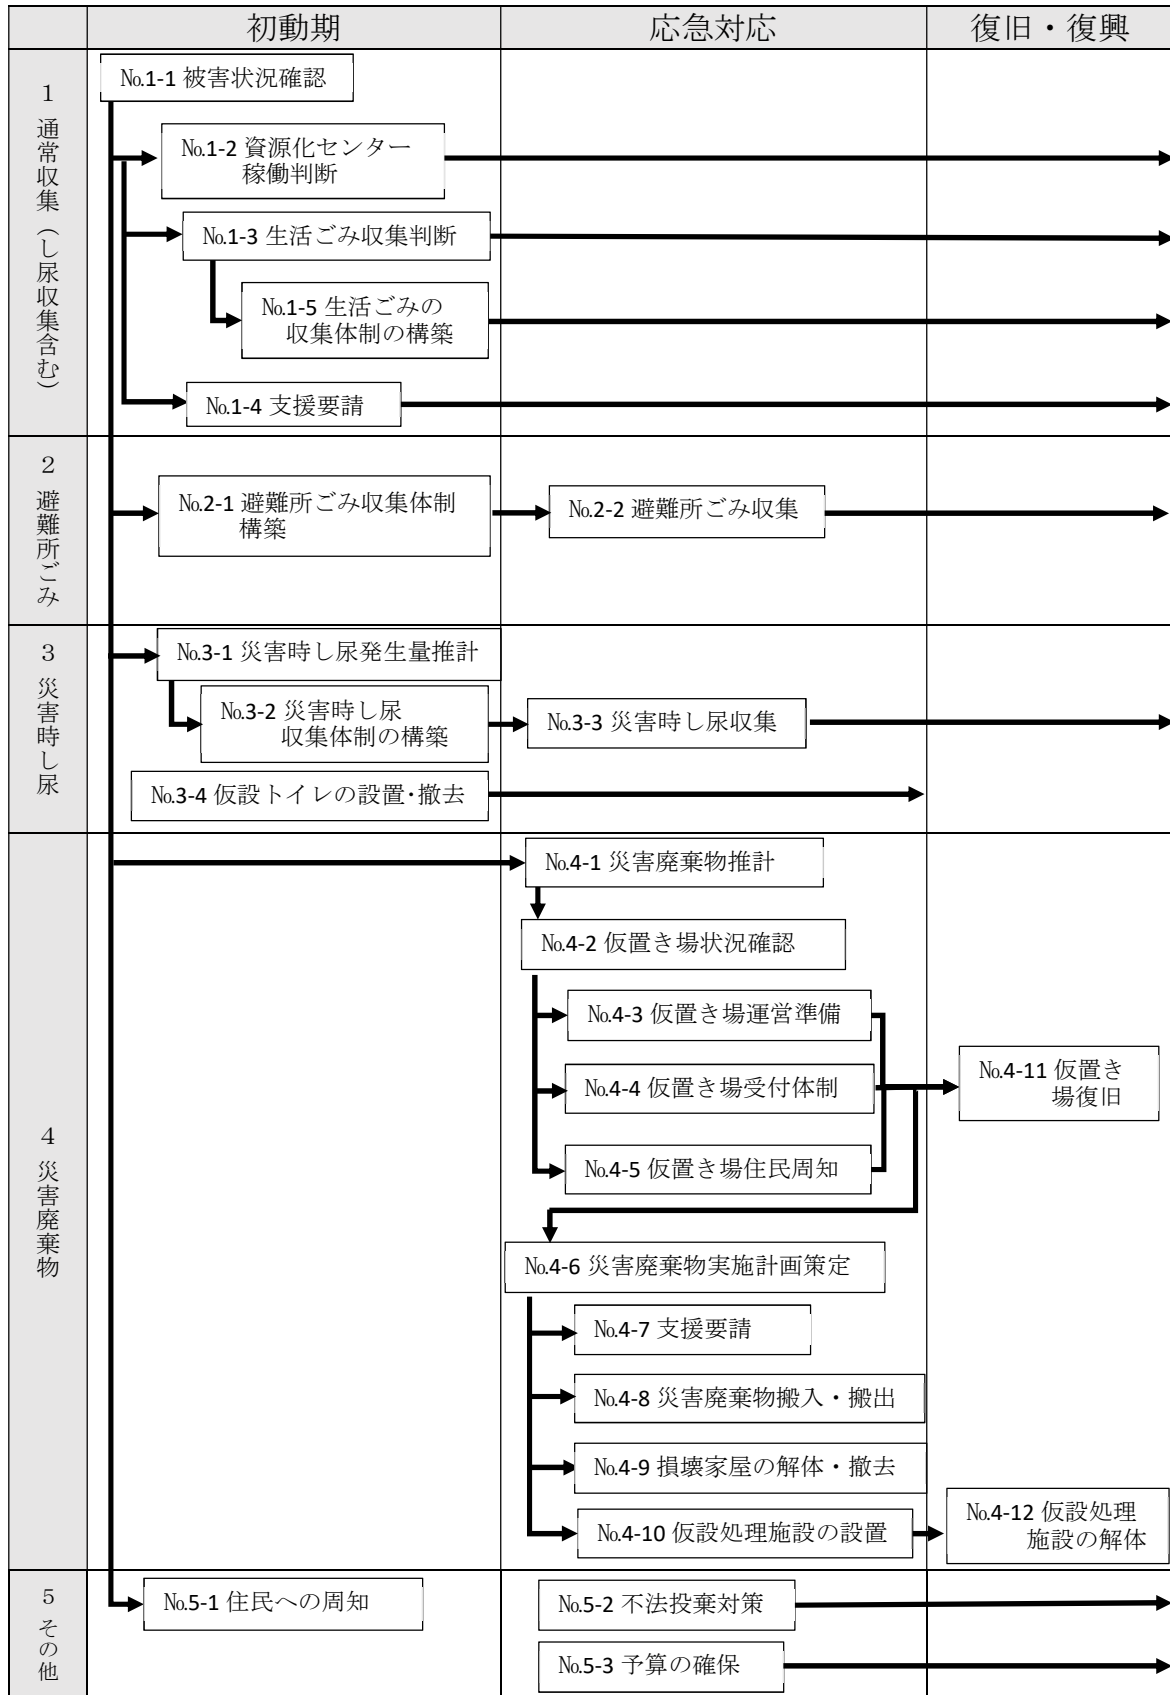 初動期
応急対応
復旧・復興
1 通常収集（し尿収集含む）
№1-1 被害状況確認
№1-2 資源化センター
稼働判断
№1-3 生活ごみ収集判断
№1-5 生活ごみの
収集体制の構築
№1-4 支援要請
2 避難所ごみ
№2-1 避難所ごみ収集体制
構築
№2-2 避難所ごみ収集
3 災害時し尿
№3-1 災害時し尿発生量推計
№3-2 災害時し尿
収集体制の構築
№3-3 災害時し尿収集
№3-4 仮設トイレの設置･撤去
4 災害廃棄物
№4-1 災害廃棄物推計
№4-2 仮置き場状況確認
№4-3 仮置き場運営準備
№4-4 仮置き場受付体制
№4-5 仮置き場住民周知
№4-11 仮置き
場復旧
№4-6 災害廃棄物実施計画策定
№4-7 支援要請
№4-8 災害廃棄物搬入・搬出
№4-9 損壊家屋の解体・撤去
№4-10 仮設処理施設の設置
№4-12 仮設処理
施設の解体
5 その他
№5-1 住民への周知
№5-2 不法投棄対策
№5-3 予算の確保